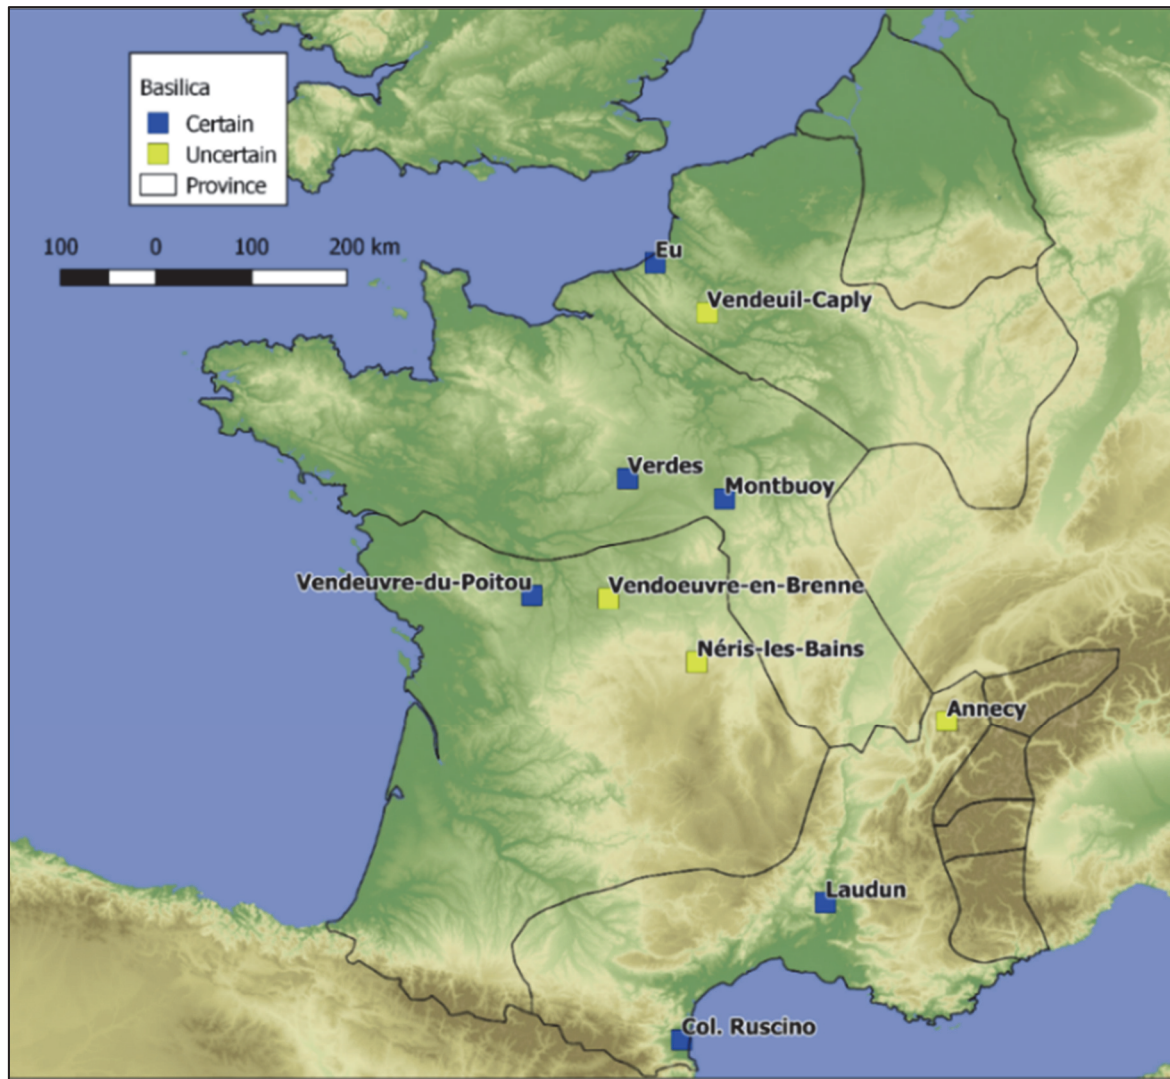 Basilica
Certain
Uncertain
Province
100 0 100 200 km
Eu
Vendeuil-Caply
Verdes
Montbuoy
Vendeuvre-du-Poitou
Vendoeuvre-en-Brenne
Néris-les-Bains
Annecy
Laudun
Col. Ruscino